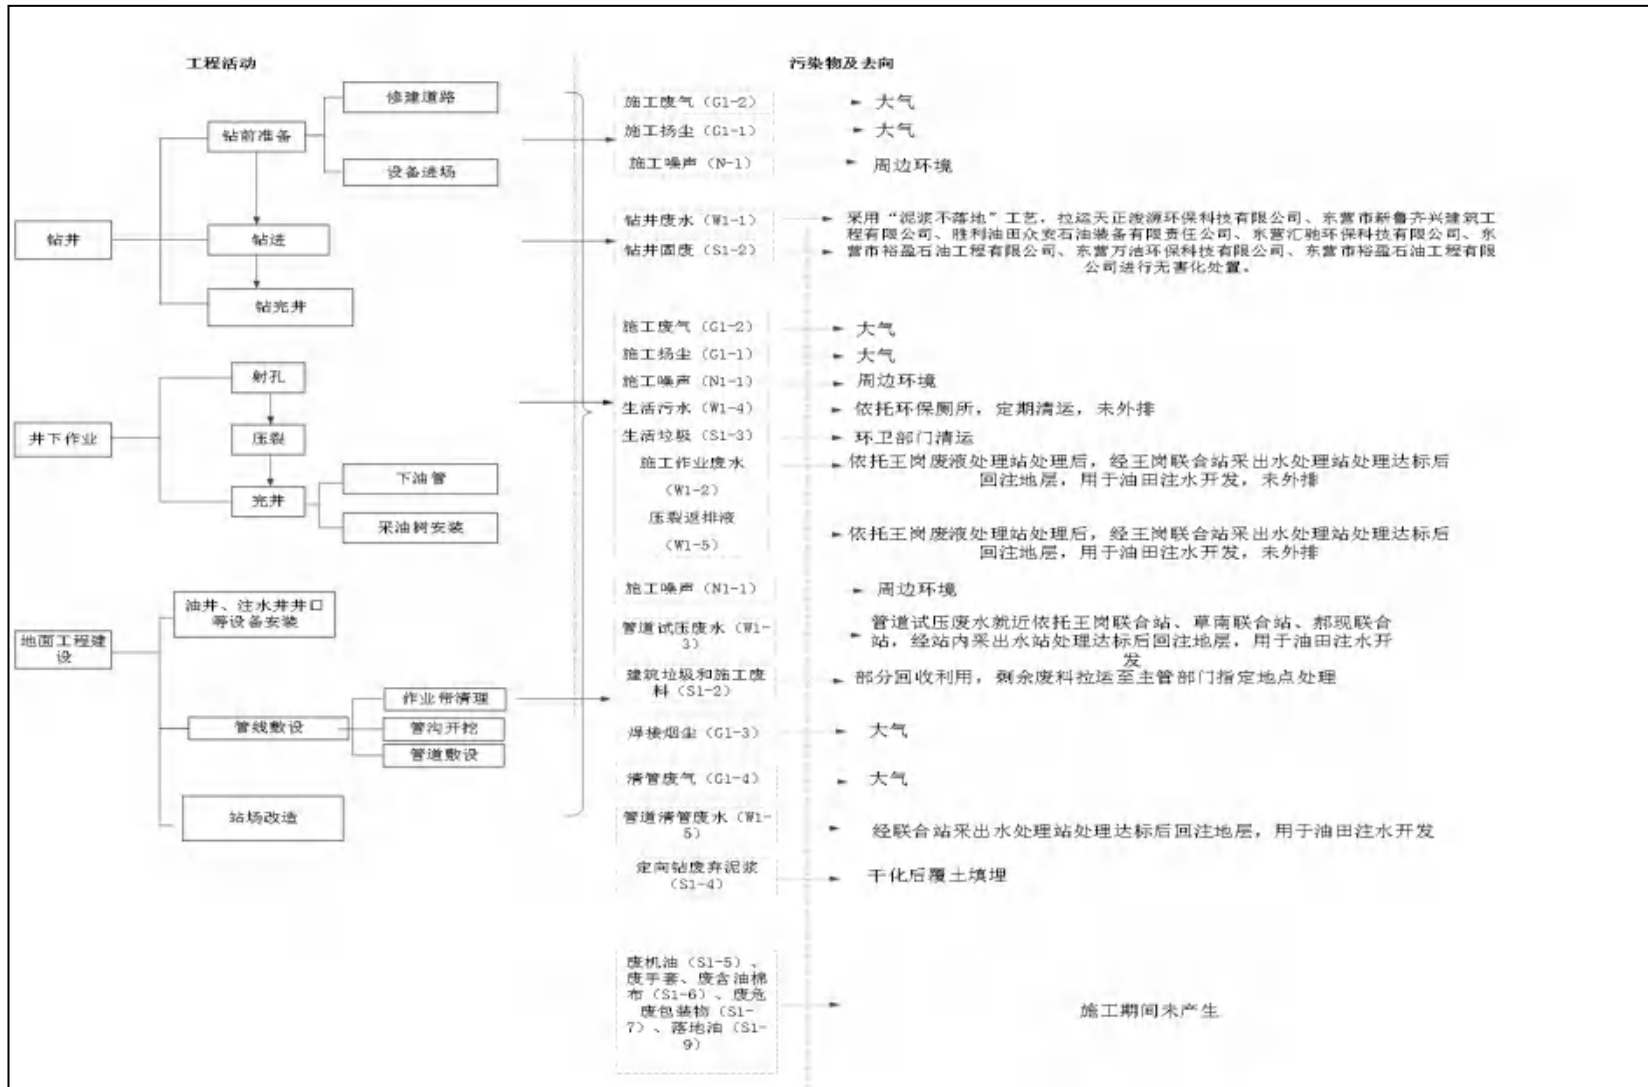 工程活动
污染物及去向
修建道路
钻前准备
设备进场
钻井
钻进
钻完井
射孔
井下作业
压裂
完井
下油管
采油树安装
油井、注水井井口
等设备安装
地面工程建
设
作业带清理
管线敷设
管沟开挖
管道敷设
站场改造
施工废气（G1-2）
大气
施工扬尘（G1-1）
大气
施工噪声（N-1）
周边环境
钻井废水（W1-1）
钻井固废（S1-2）
采用“泥浆不落地”工艺，拉运天正浚源环保科技有限公司、东营市新鲁齐兴建筑工
程有限公司、胜利油田众安石油装备有限责任公司、东营汇驰环保科技有限公司、东
营市裕盈石油工程有限公司、东营万洁环保科技有限公司、东营市裕盈石油工程有限
公司进行无害化处置。
施工废气（G1-2）
大气
施工扬尘（G1-1）
大气
施工噪声（N1-1）
周边环境
生活污水（W1-4）
依托环保厕所，定期清运，未外排
生活垃圾（S1-3）
环卫部门清运
施工作业废水
（W1-2）
依托王岗废液处理站处理后，经王岗联合站采出水处理站处理达标后
回注地层，用于油田注水开发，未外排
压裂返排液
（W1-5）
依托王岗废液处理站处理后，经王岗联合站采出水处理站处理达标后
回注地层，用于油田注水开发，未外排
施工噪声（N1-1）
周边环境
管道试压废水（W1-
3）
管道试压废水就近依托王岗联合站、草南联合站、郝现联合
站，经站内采出水站处理达标后回注地层，用于油田注水开
发
建筑垃圾和施工废
料（S1-2）
部分回收利用，剩余废料拉运至主管部门指定地点处理
焊接烟尘（G1-3）
大气
清管废气（G1-4）
大气
管道清管废水（W1-
5）
经联合站采出水处理站处理达标后回注地层，用于油田注水开发
定向钻废弃泥浆
（S1-4）
干化后覆土填埋
废机油（S1-5）、
废手套、废含油棉
布（S1-6）、废危
废包装物（S1-
7）、落地油（S1-
9）
施工期间未产生